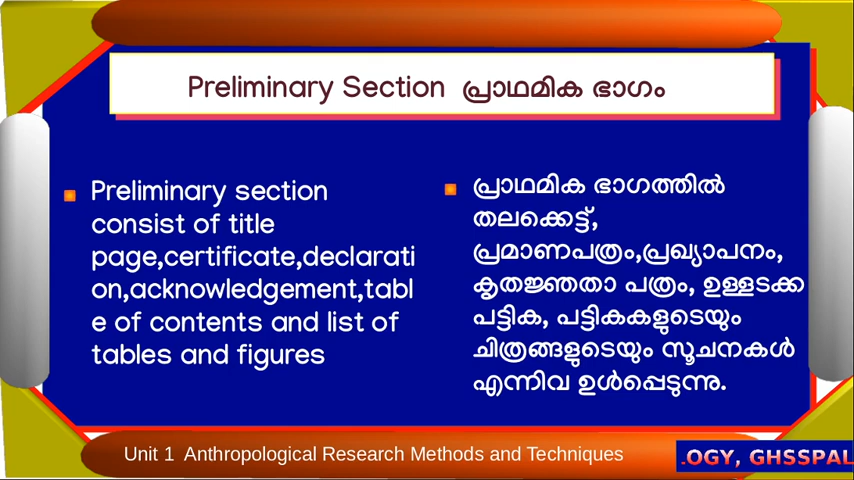 Preliminary Section പ്രാഥമിക ഭാഗം
Preliminary section
consist of title
page,certificate,declarati
on,acknowledgement,tabl
e of contents and list of
tables and figures
പ്രാഥമിക ഭാഗത്തിൽ
തലക്കെട്ട്,
പ്രമാണപത്രം,പ്രഖ്യാപനം,
കൃതജ്ഞതാ പത്രം, ഉള്ളടക്ക
പട്ടിക, പട്ടികകളുടെയും
ചിത്രങ്ങളുടെയും സൂചനകൾ
എന്നിവ ഉൾപ്പെടുന്നു.
Unit 1 Anthropological Research Methods and Techniques
.OGY, GHSSPAL